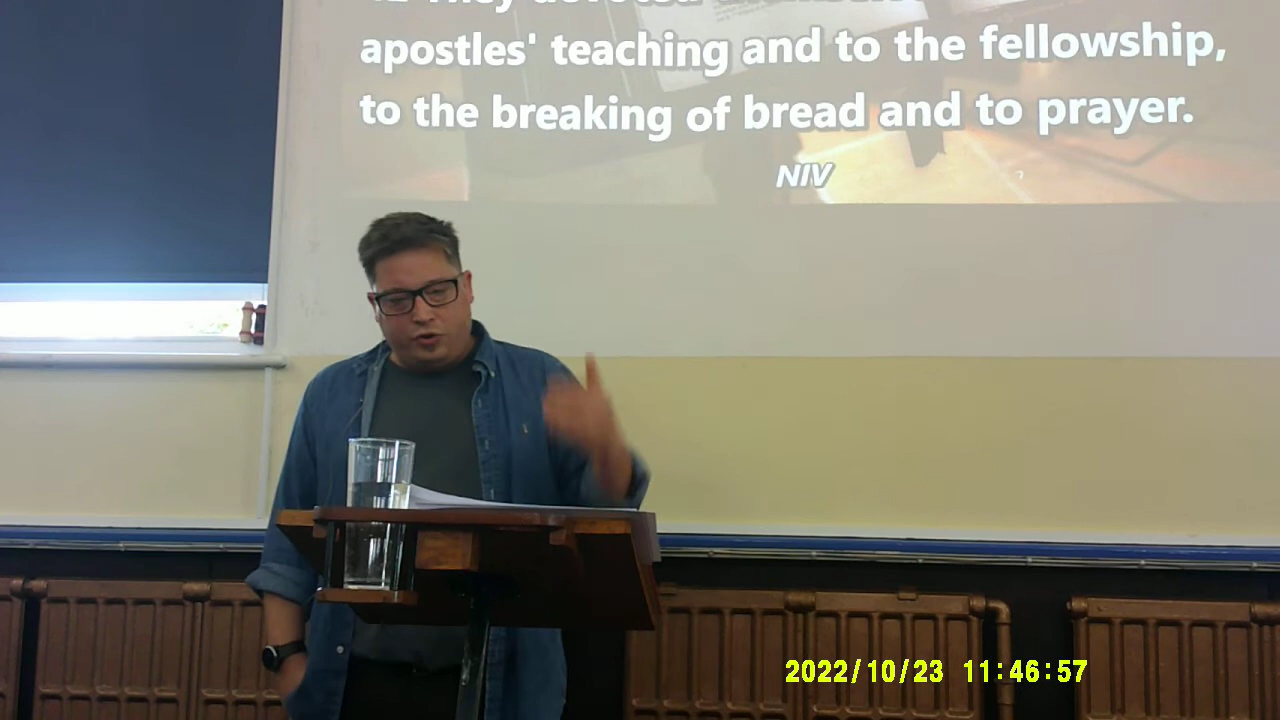 apostles' teaching and to the fellowship,
to the breaking of bread and to prayer.
NIV
2022/10/23 11:46:57